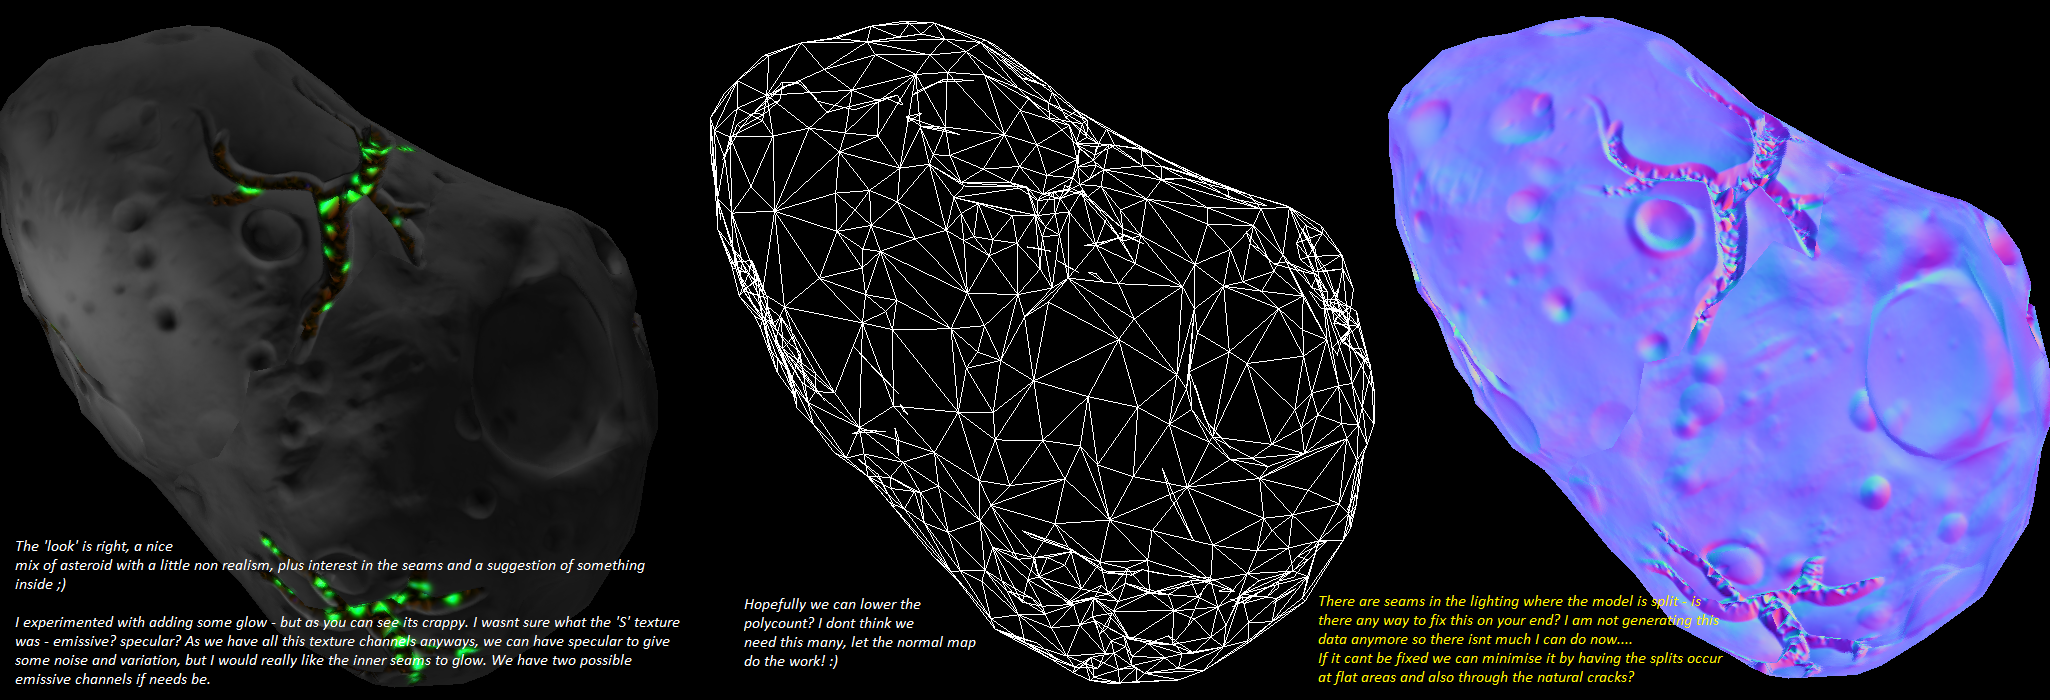 The 'look' is right, a nice
mix of asteroid with a little non realism, plus interest in the seams and a suggestion of something
inside ;)
I experimented with adding some glow - but as you can see its crappy. I wasnt sure what the 'S' texture
was - emissive? specular? As we have all this texture channels anyways, we can have specular to give
some noise and variation, but I would really like the inner seams to glow. We have two possible
emissive channels if needs be.
Hopefully we can lower the
polycount? I dont think we
need this many, let the normal map
do the work! :)
There are seams in the lighting where the model is split - is
there any way to fix this on your end? I am not generating this
data anymore so there isnt much I can do now....
If it cant be fixed we can minimise it by having the splits occur
at flat areas and also through the natural cracks?